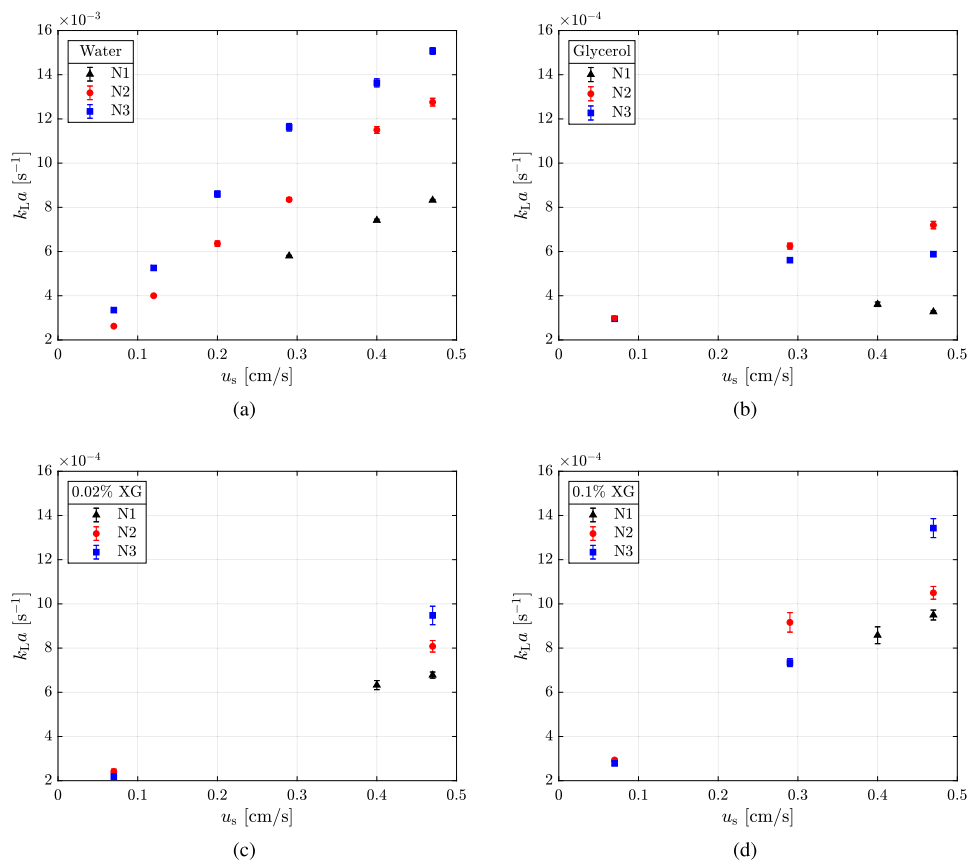 ×10⁻³
16
14
12
10
8
6
4
2
0
0.1
0.2
0.3
0.4
0.5
k_L a [s⁻¹]
u_s [cm/s]
Water
N1
N2
N3
(a)
×10⁻⁴
16
14
12
10
8
6
4
2
0
0.1
0.2
0.3
0.4
0.5
k_L a [s⁻¹]
u_s [cm/s]
Glycerol
N1
N2
N3
(b)
×10⁻⁴
16
14
12
10
8
6
4
2
0
0.1
0.2
0.3
0.4
0.5
k_L a [s⁻¹]
u_s [cm/s]
0.02% XG
N1
N2
N3
(c)
×10⁻⁴
16
14
12
10
8
6
4
2
0
0.1
0.2
0.3
0.4
0.5
k_L a [s⁻¹]
u_s [cm/s]
0.1% XG
N1
N2
N3
(d)